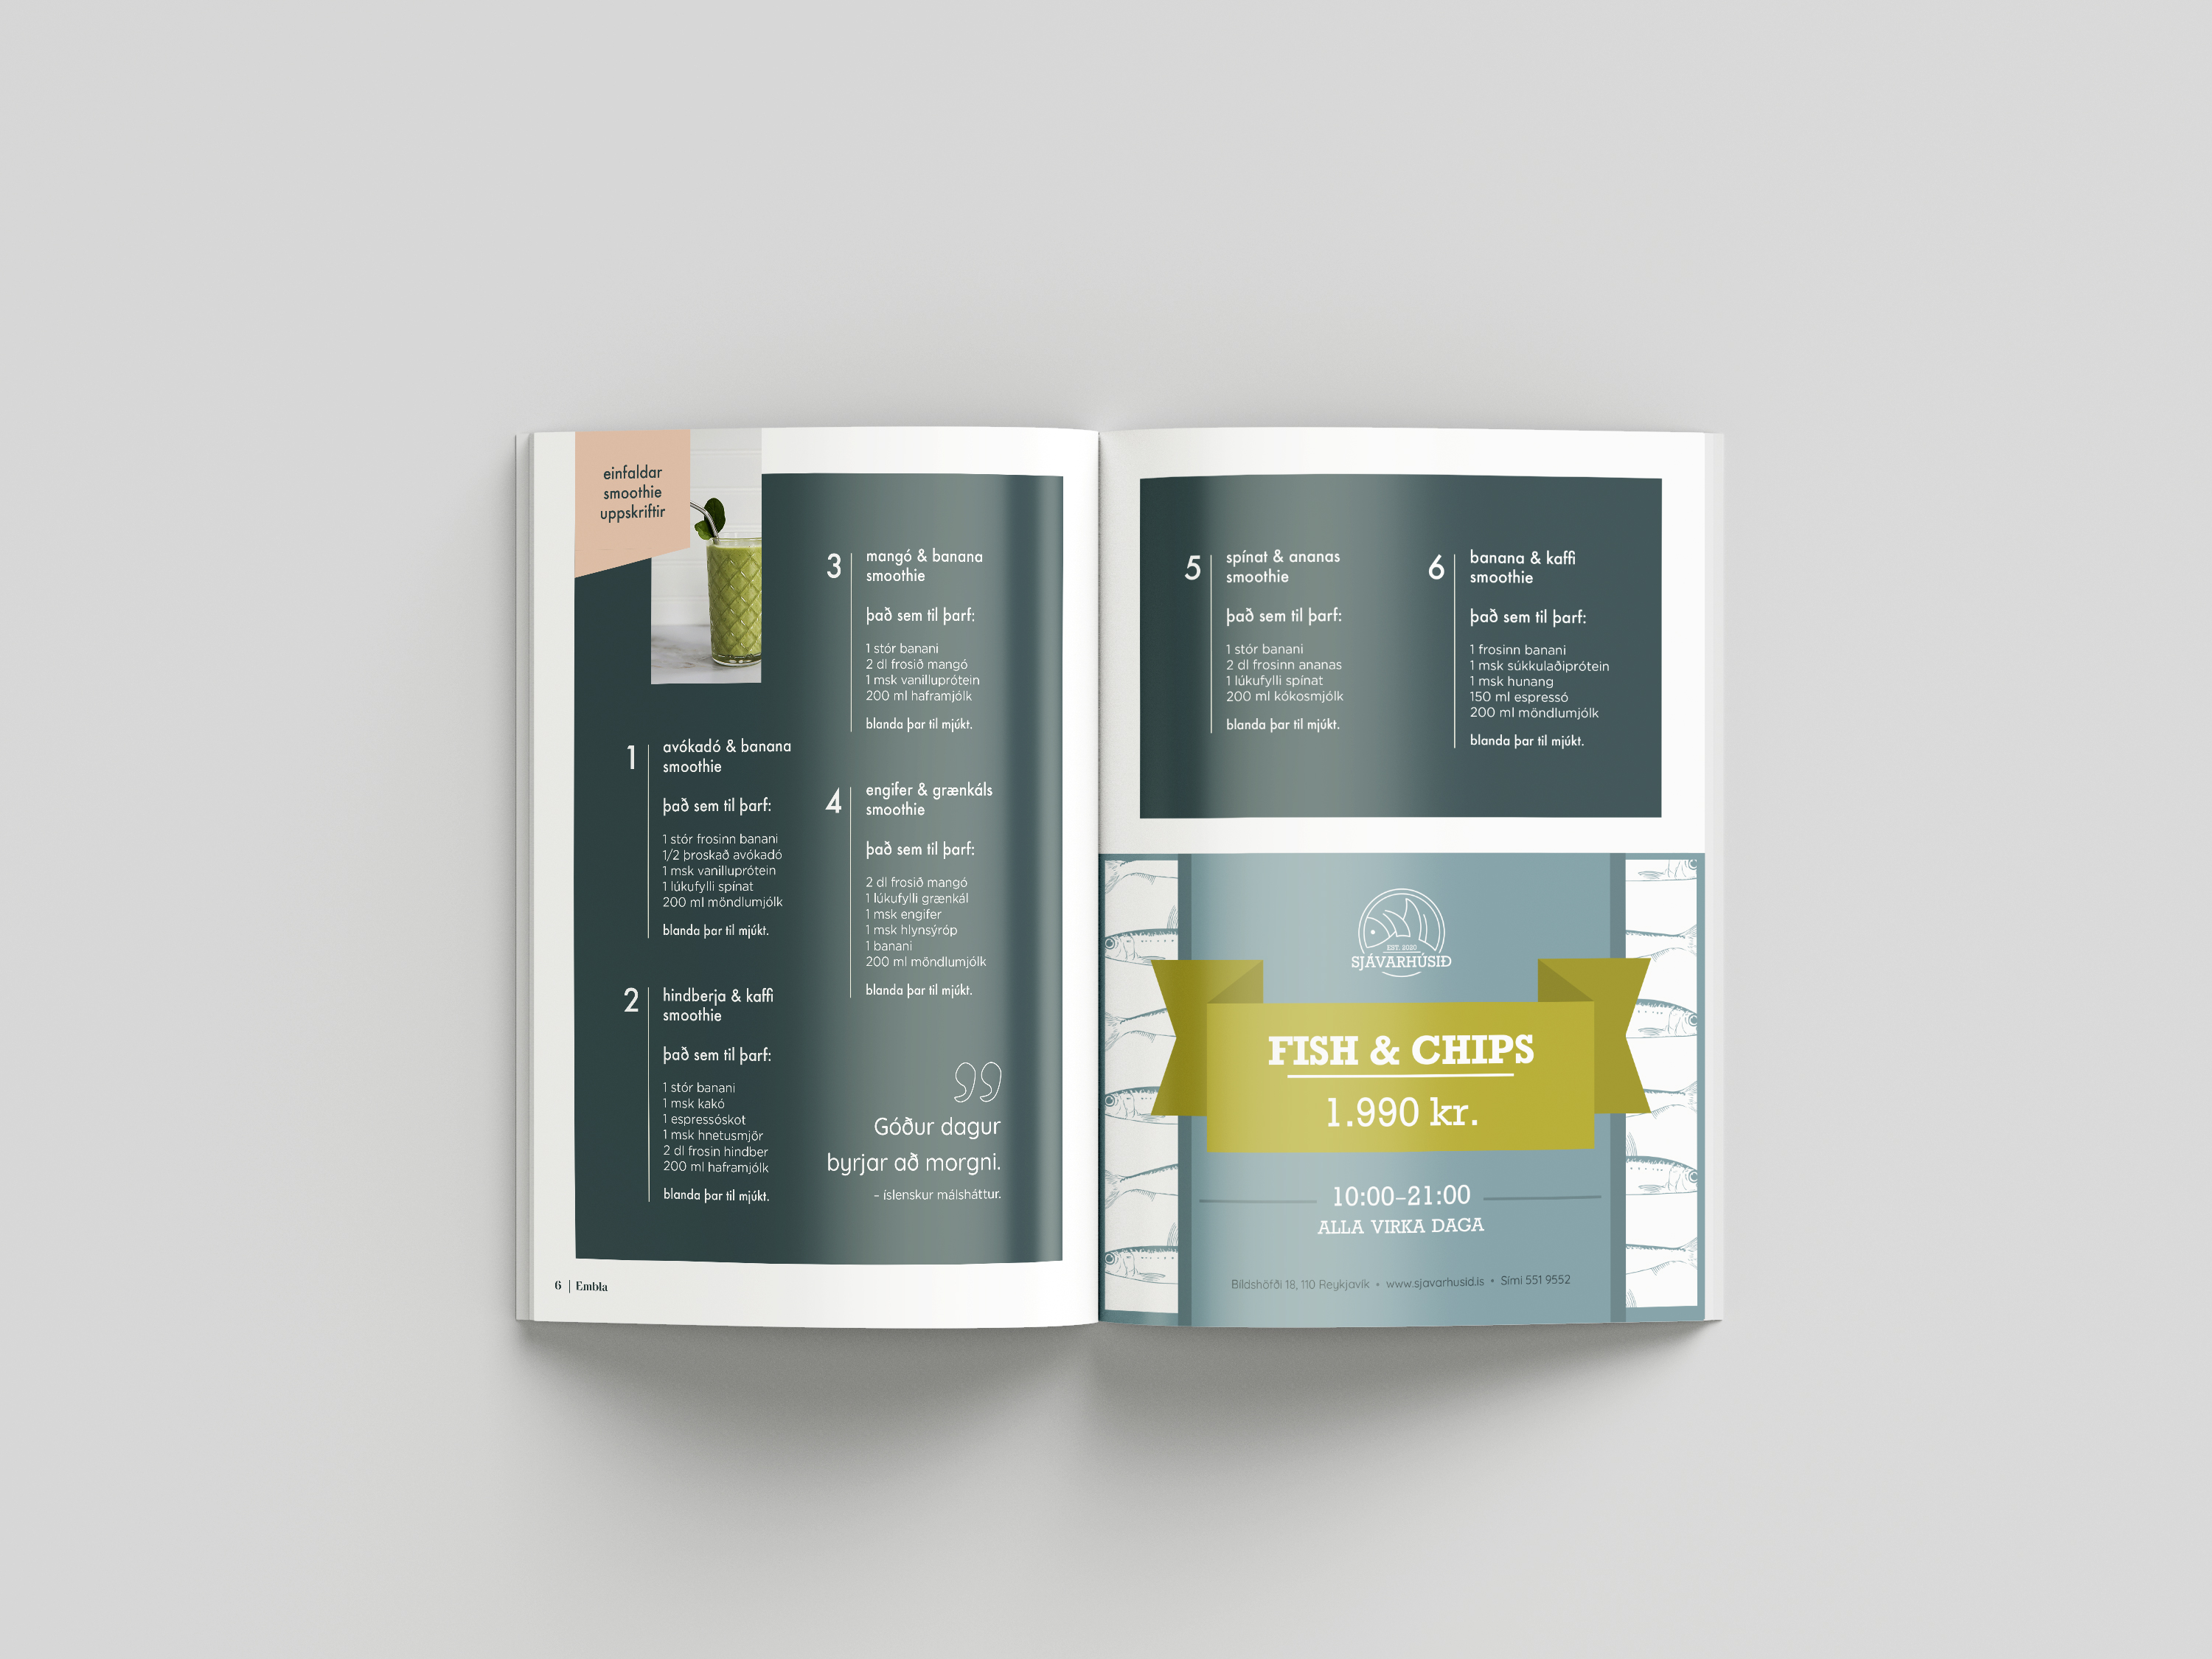 einfaldar
smoothie
uppskriftir
1
avókadó & banana
smoothie
það sem til þarf:
1 stór frosinn banani
1/2 þroskað avókadó
1 msk vanilluprótein
1 lúkufylli spínat
200 ml möndlumjólk
blanda þar til mjúkt.
2
hindberja & kaffi
smoothie
það sem til þarf:
1 stór banani
1 msk kakó
1 espressóskot
1 msk hnetusmjör
2 dl frosin hindber
200 ml haframjólk
blanda þar til mjúkt.
3
mangó & banana
smoothie
það sem til þarf:
1 stór banani
2 dl frosið mangó
1 msk vanilluprótein
200 ml haframjólk
blanda þar til mjúkt.
4
engifer & grænkáls
smoothie
það sem til þarf:
2 dl frosið mangó
1 lúkufylli grænkál
1 msk engifer
1 msk hlynsýróp
1 banani
200 ml möndlumjólk
blanda þar til mjúkt.
”
Góður dagur
byrjar að morgni.
– íslenskur málsháttur.
6 | Embla
5
spínat & ananas
smoothie
það sem til þarf:
1 stór banani
2 dl frosinn ananas
1 lúkufylli spínat
200 ml kókosmjólk
blanda þar til mjúkt.
6
banana & kaffi
smoothie
það sem til þarf:
1 frosinn banani
1 msk súkkulaðiprótein
1 msk hunang
150 ml espressó
200 ml möndlumjólk
blanda þar til mjúkt.
EST. 2020
SJÁVARHÚSIÐ
FISH & CHIPS
1.990 kr.
10:00–21:00
ALLA VIRKA DAGA
Bíldshöfði 18, 110 Reykjavík • www.sjavarhusid.is • Sími 551 9552